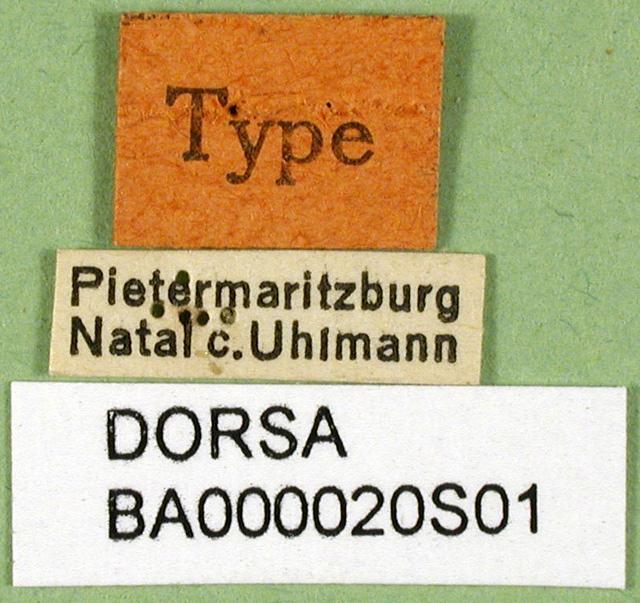 Type
Pietermaritzburg
Natal c. Uhlmann
DORSA
BA000020S01